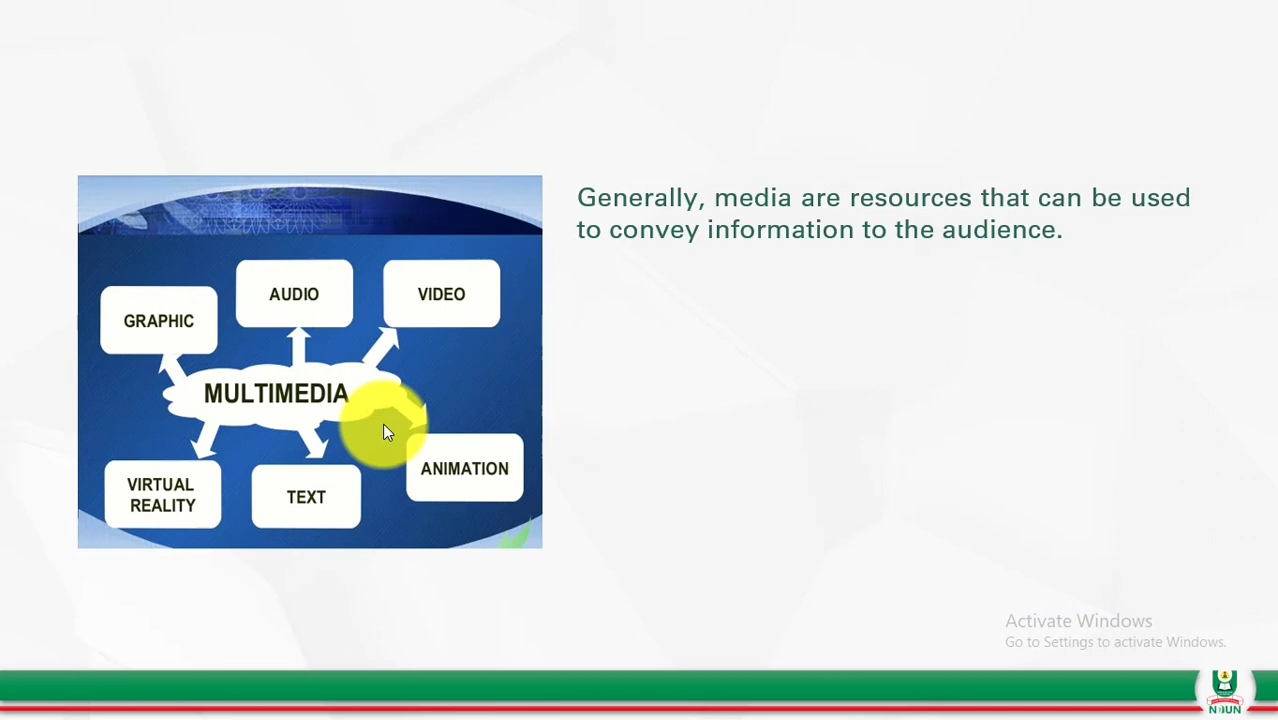 Generally, media are resources that can be used
to convey information to the audience.
GRAPHIC
AUDIO
VIDEO
MULTIMEDIA
VIRTUAL
REALITY
TEXT
ANIMATION
Activate Windows
Go to Settings to activate Windows.
NOUN